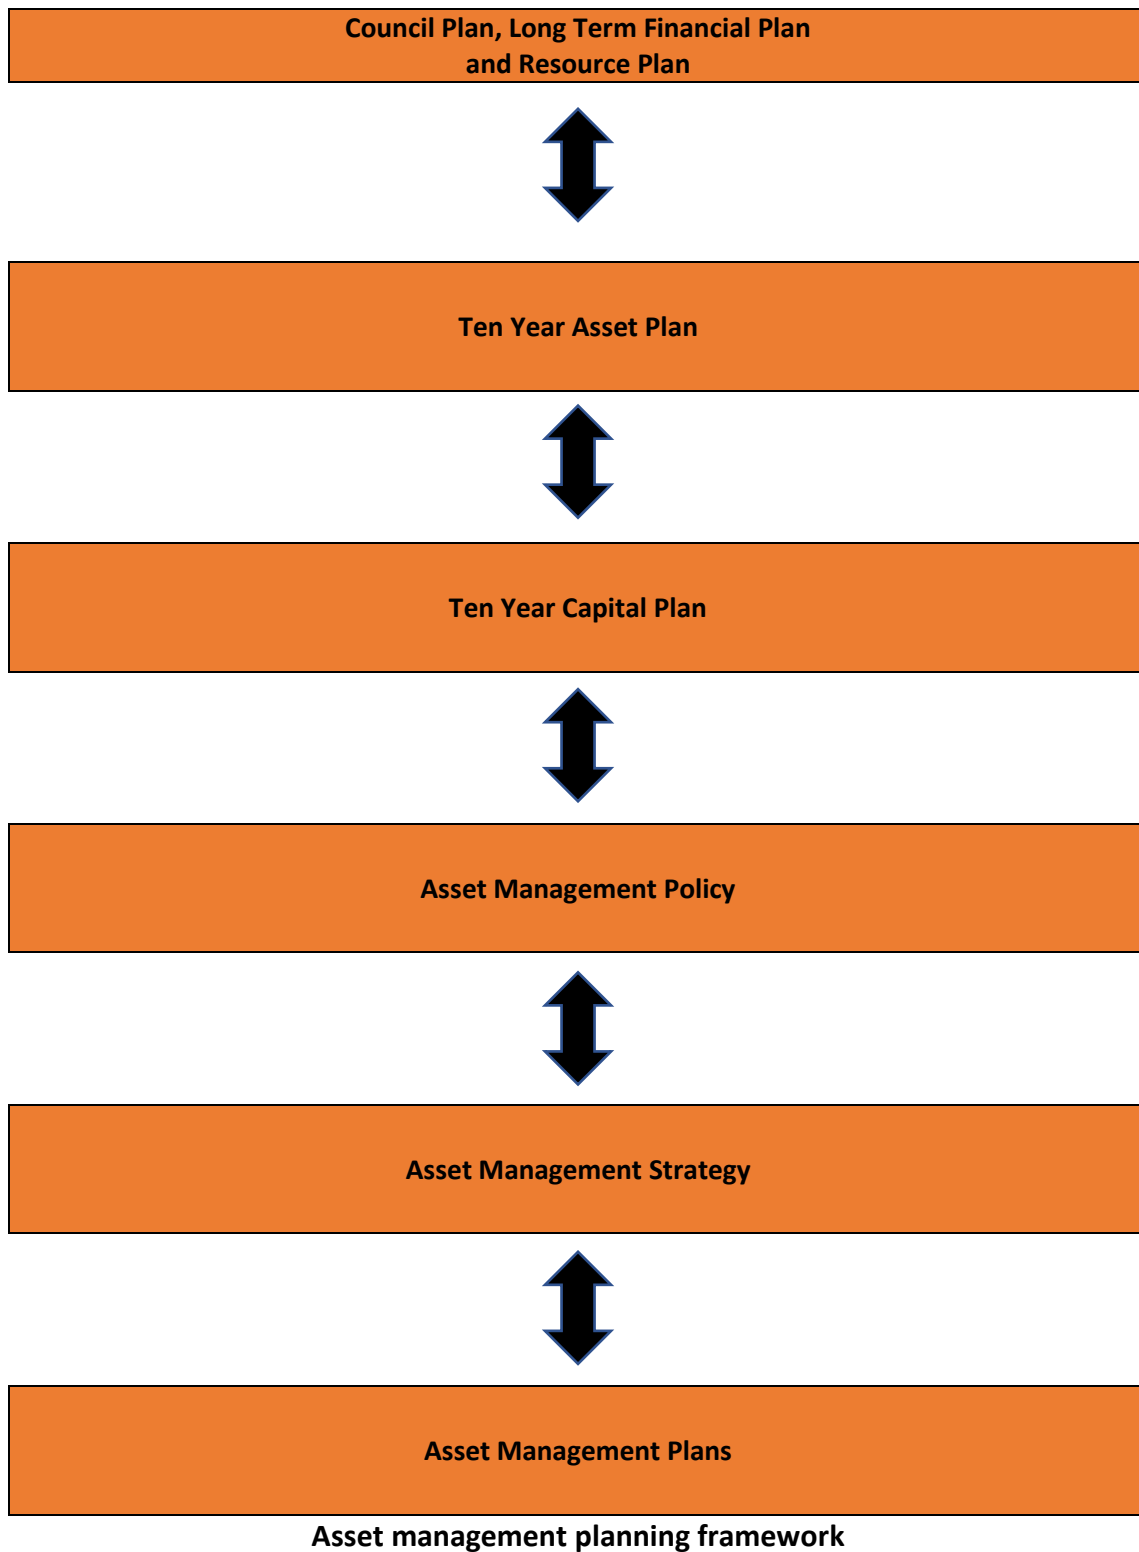 Council Plan, Long Term Financial Plan
and Resource Plan
Ten Year Asset Plan
Ten Year Capital Plan
Asset Management Policy
Asset Management Strategy
Asset Management Plans
Asset management planning framework